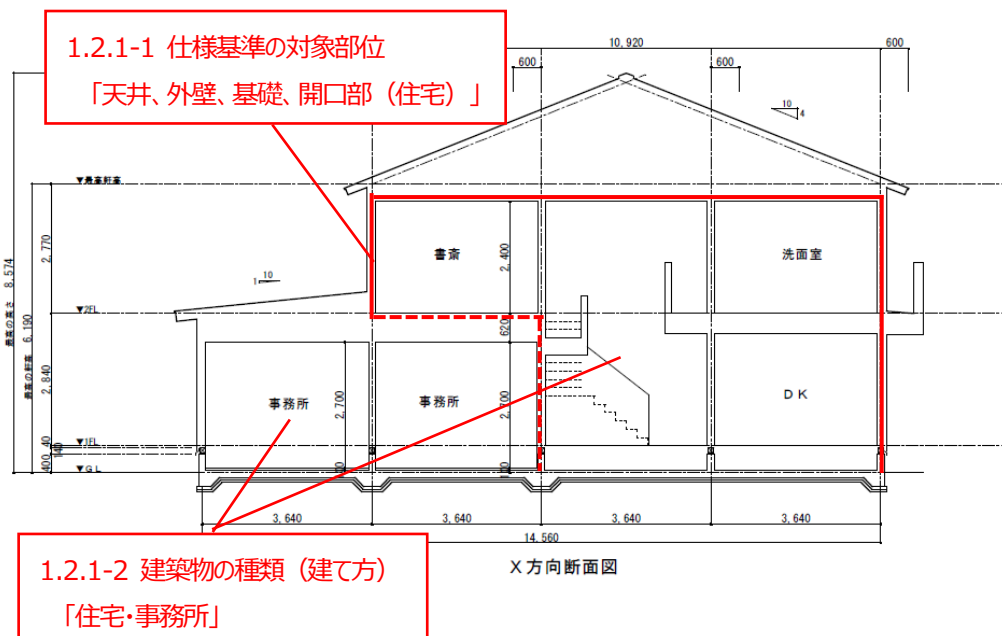 1.2.1-1 仕様基準の対象部位
「天井、外壁、基礎、開口部（住宅）」
10,920
600
600
600
10
4
▼最高軒高
2,770
書斎
2,400
洗面室
最高の高さ 8,574
最高の軒高 6,190
10
1
▼2FL
620
2,840
事務所
2,700
事務所
2,700
DK
▼1FL
40
140
400
▼GL
3,640
3,640
3,640
3,640
14,560
X方向断面図
1.2.1-2 建築物の種類（建て方）
「住宅・事務所」